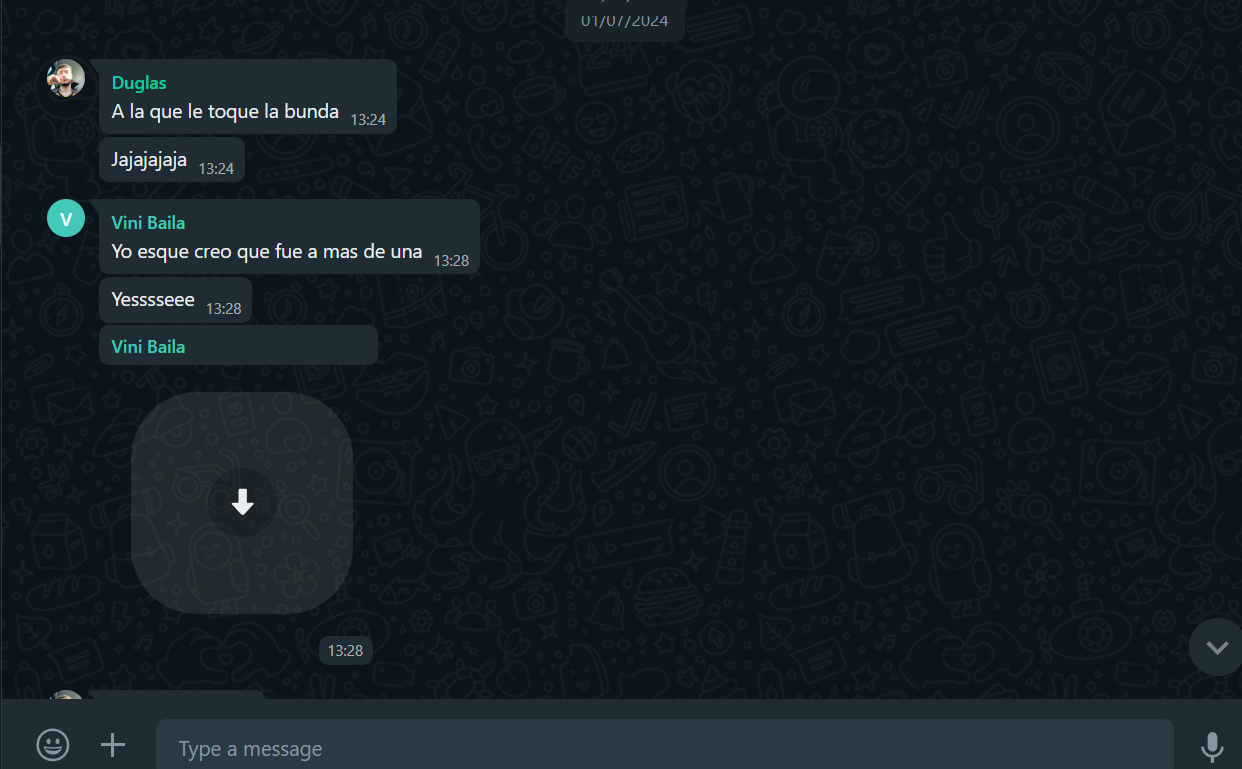 01/07/2024
Duglas
A la que le toque la bunda 13:24
Jajajajaja 13:24
V
Vini Baila
Yo esque creo que fue a mas de una 13:28
Yesssseee 13:28
Vini Baila
13:28
Type a message